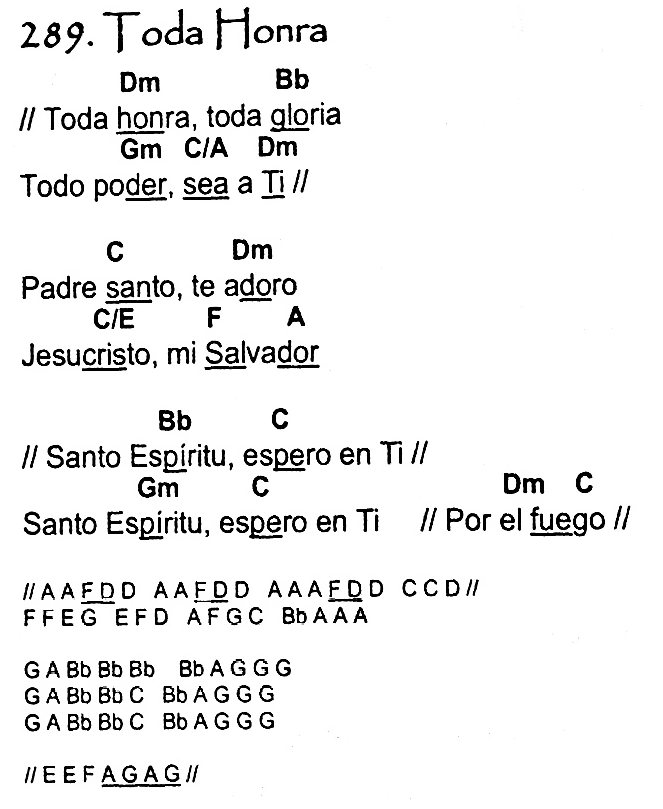 289. Toda Honra
Dm Bb
// Toda honra, toda gloria
Gm C/A Dm
Todo poder, sea a Ti //
C Dm
Padre santo, te adoro
C/E F A
Jesucristo, mi Salvador
Bb C
// Santo Espíritu, espero en Ti //
Gm C Dm C
Santo Espíritu, espero en Ti // Por el fuego //
// A A F D D A A F D D A A A F D D C C D //
F F E G E F D A F G C Bb A A A
G A Bb Bb Bb Bb A G G G
G A Bb Bb C Bb A G G G
G A Bb Bb C Bb A G G G
// E E F A G A G //